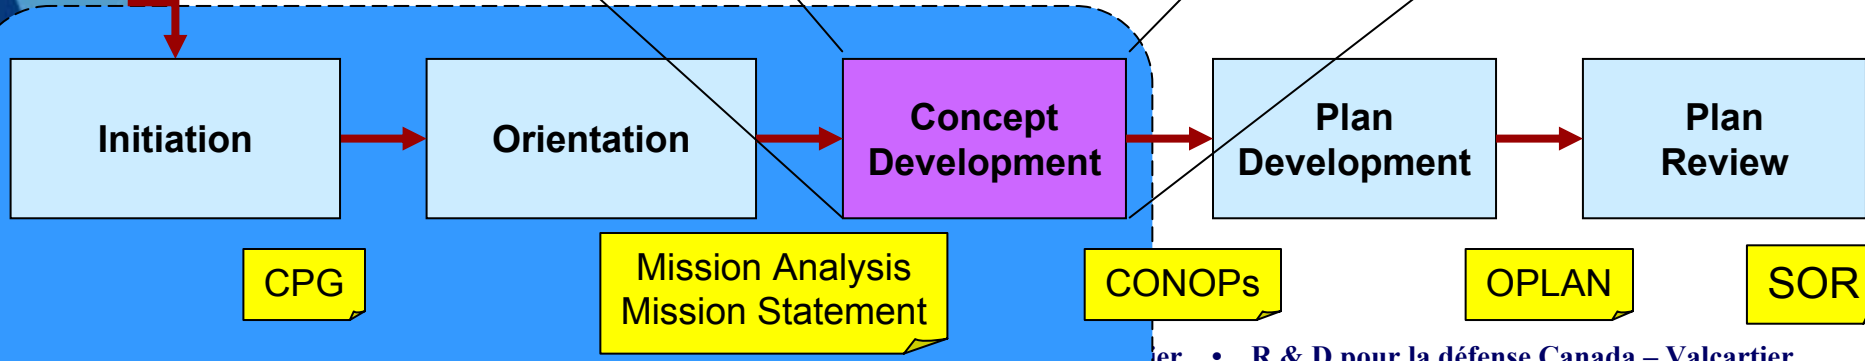 Initiation
Orientation
Concept
Development
Plan
Development
Plan
Review
CPG
Mission Analysis
Mission Statement
CONOPs
OPLAN
SOR
• R & D pour la défense Canada – Valcartier